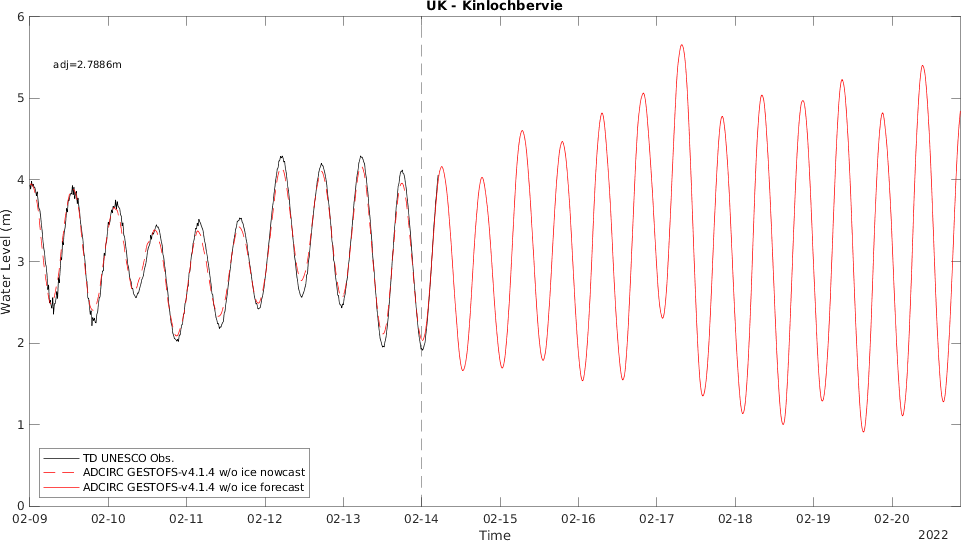 UK - Kinlochbervie
6
adj=2.7886m
5
4
3
2
1
0
Water Level (m)
TD UNESCO Obs.
ADCIRC GESTOFS-v4.1.4 w/o ice nowcast
ADCIRC GESTOFS-v4.1.4 w/o ice forecast
02-09 02-10 02-11 02-12 02-13 02-14 02-15 02-16 02-17 02-18 02-19 02-20
Time
2022